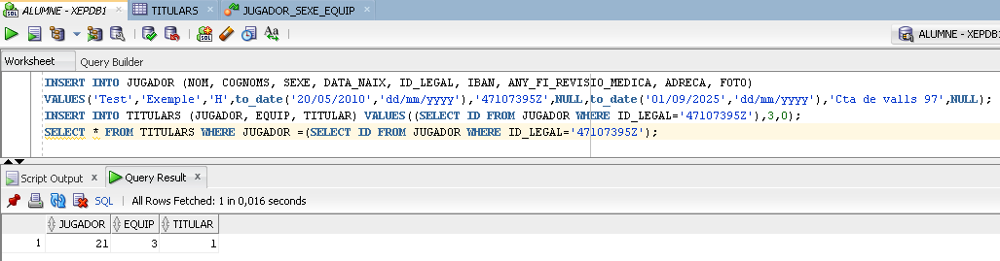 ALUMNE - XEPDB1 TITULARS JUGADOR_SEXE_EQUIP
SQL Aa ALUMNE - XEPDB1
Worksheet Query Builder
INSERT INTO JUGADOR (NOM, COGNOMS, SEXE, DATA_NAIX, ID_LEGAL, IBAN, ANY_FI_REVISIO_MEDICA, ADRECA, FOTO)
VALUES('Test','Exemple','H',to_date('20/05/2010','dd/mm/yyyy'),'47107395Z',NULL,to_date('01/09/2025','dd/mm/yyyy'),'Cta de valls 97',NULL);
INSERT INTO TITULARS (JUGADOR, EQUIP, TITULAR) VALUES((SELECT ID FROM JUGADOR WHERE ID_LEGAL='47107395Z'),3,0);
SELECT * FROM TITULARS WHERE JUGADOR =(SELECT ID FROM JUGADOR WHERE ID_LEGAL='47107395Z');
Script Output x Query Result x
SQL | All Rows Fetched: 1 in 0,016 seconds
JUGADOR EQUIP TITULAR
1 21 3 1